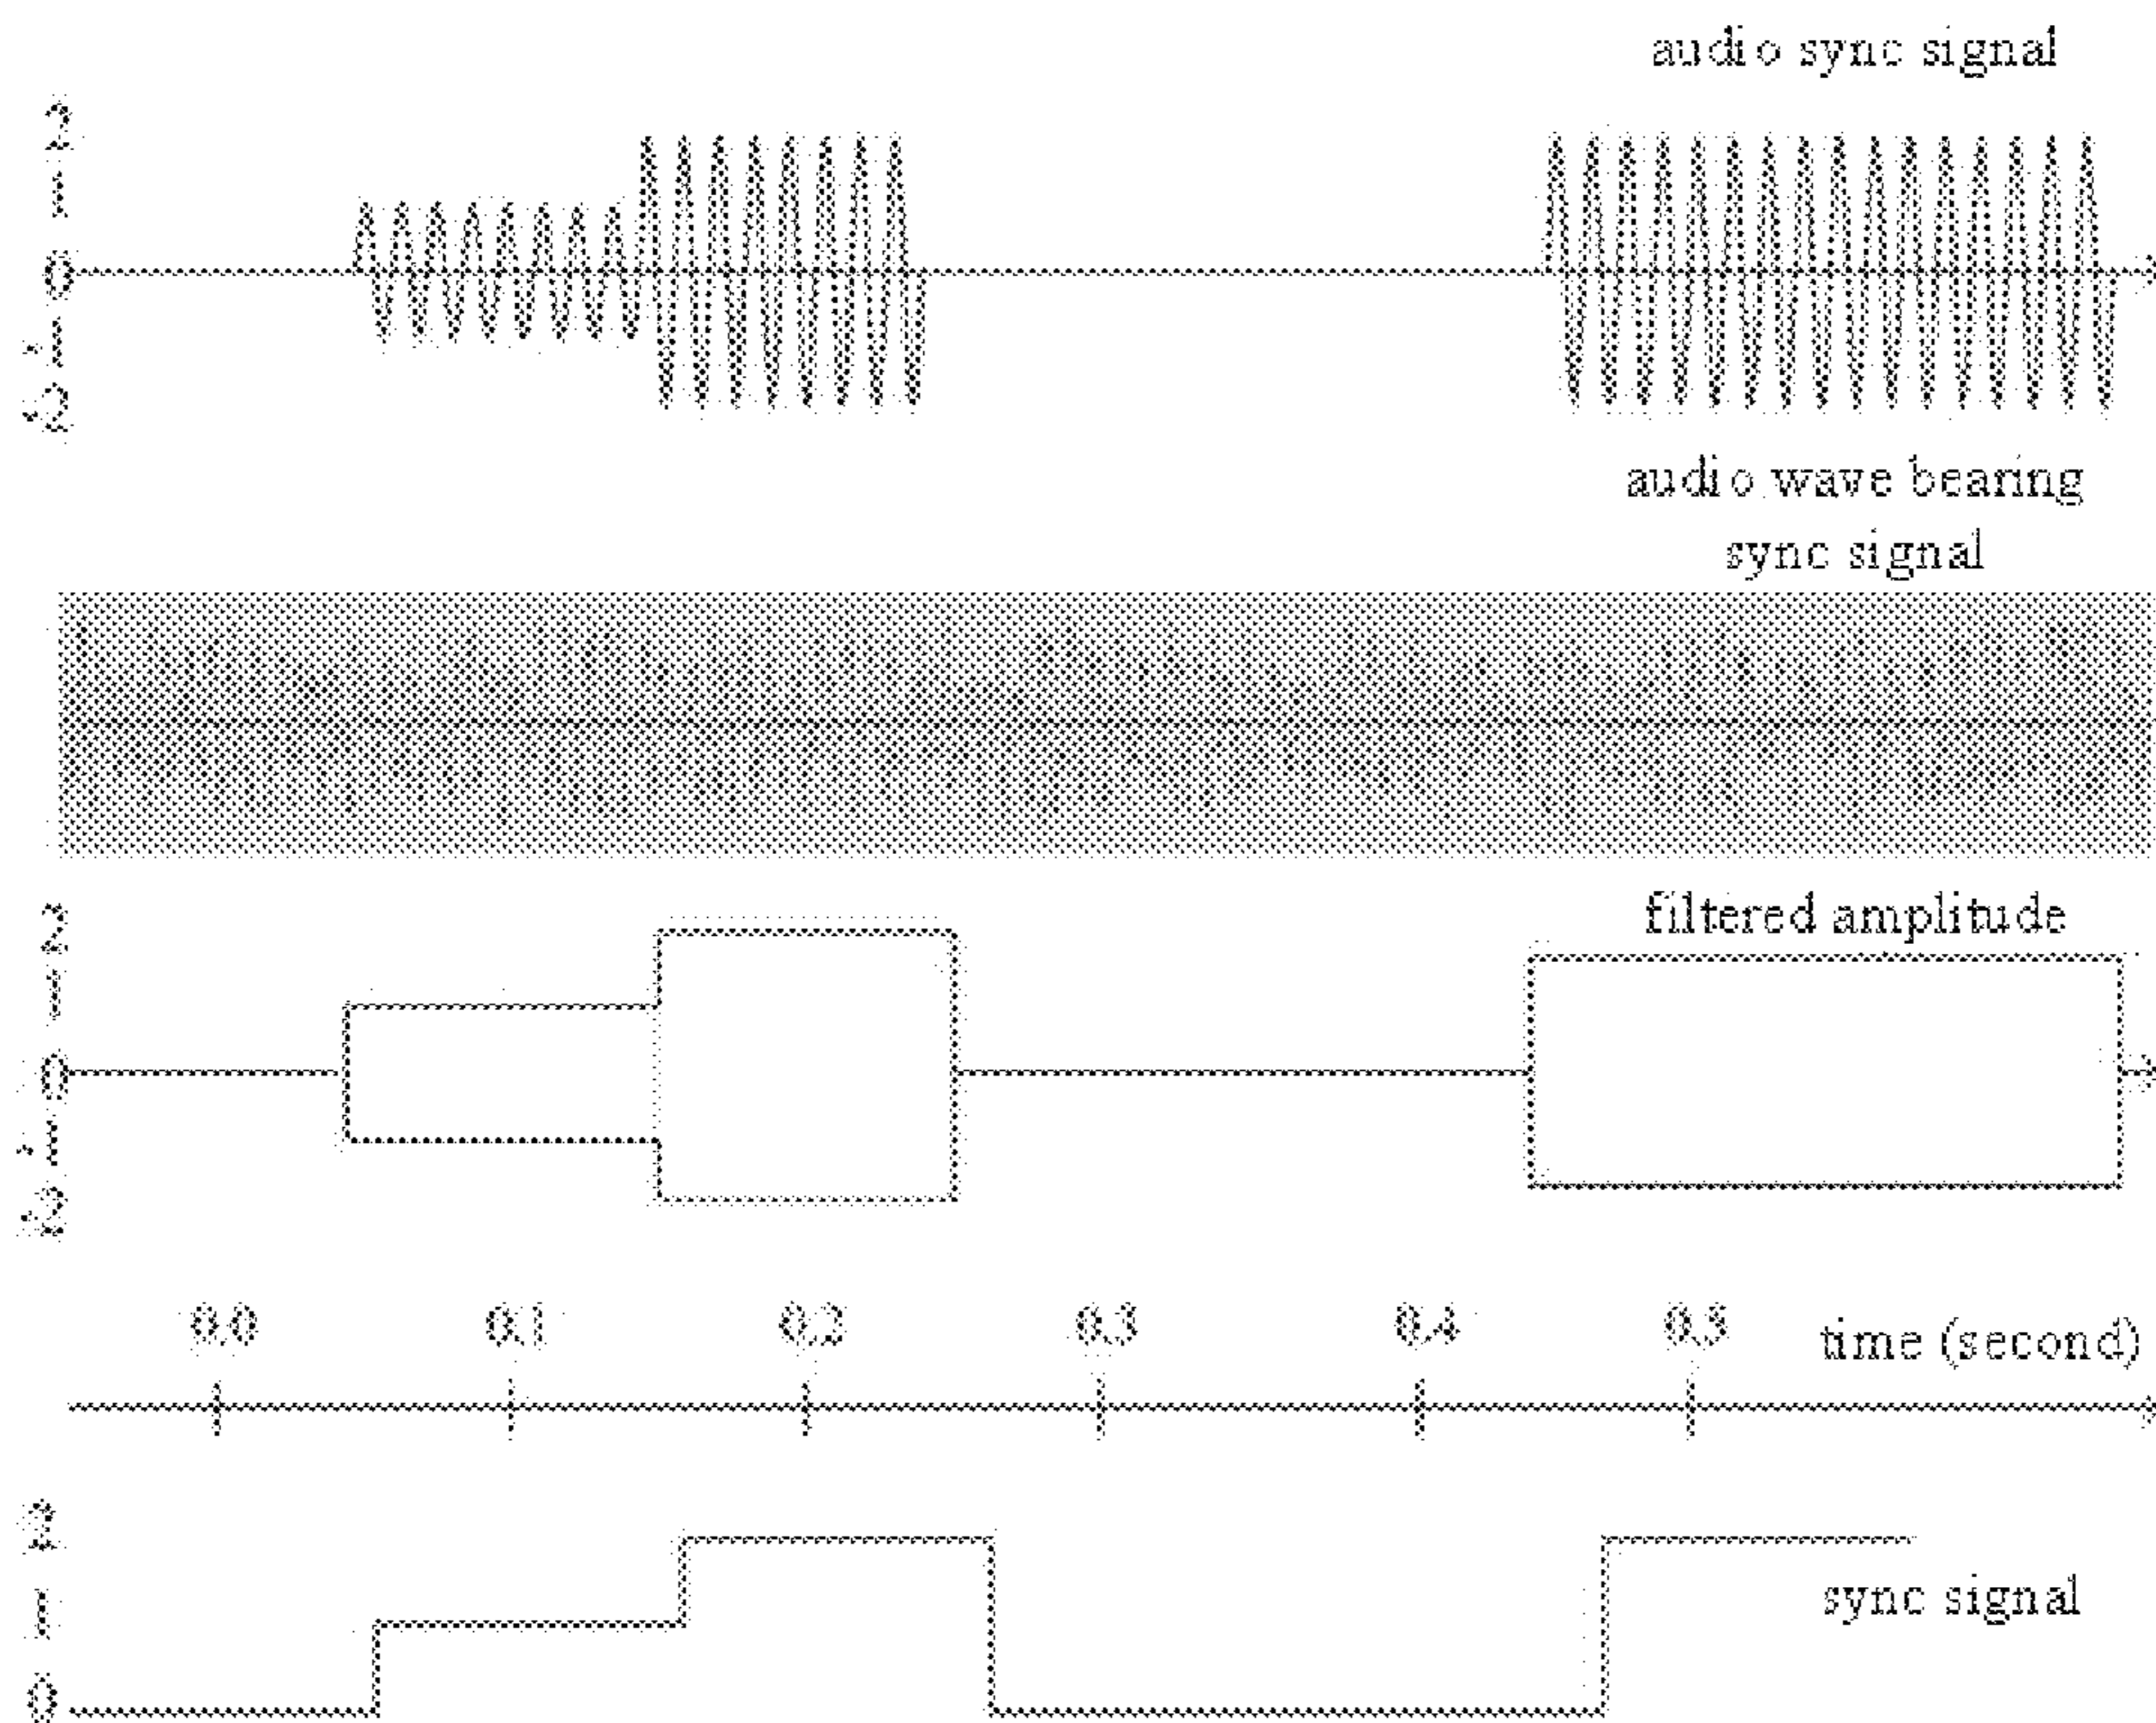 audio sync signal
2
1
0
-1
-2
audio wave bearing
sync signal
filtered amplitude
2
1
0
-1
-2
0.0 0.1 0.2 0.3 0.4 0.5 time (second)
2
1
0
sync signal